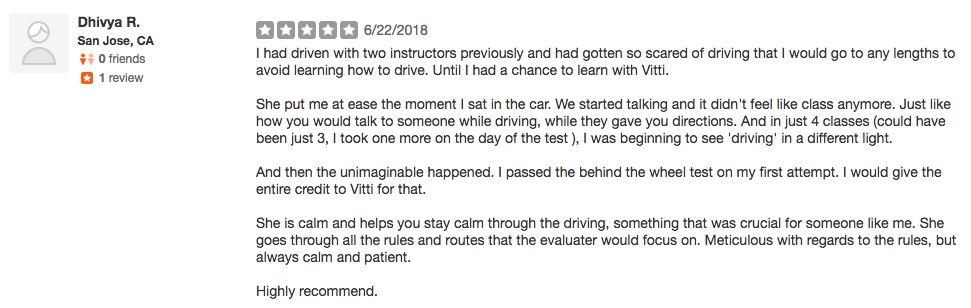 Dhivya R.
San Jose, CA
0 friends
1 review
6/22/2018
I had driven with two instructors previously and had gotten so scared of driving that I would go to any lengths to
avoid learning how to drive. Until I had a chance to learn with Vitti.
She put me at ease the moment I sat in the car. We started talking and it didn't feel like class anymore. Just like
how you would talk to someone while driving, while they gave you directions. And in just 4 classes (could have
been just 3, I took one more on the day of the test ), I was beginning to see 'driving' in a different light.
And then the unimaginable happened. I passed the behind the wheel test on my first attempt. I would give the
entire credit to Vitti for that.
She is calm and helps you stay calm through the driving, something that was crucial for someone like me. She
goes through all the rules and routes that the evaluater would focus on. Meticulous with regards to the rules, but
always calm and patient.
Highly recommend.